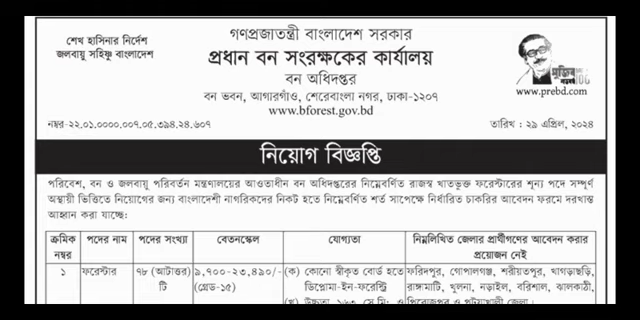 শেখ হাসিনার নির্দেশ
জলবায়ু সহিষ্ণু বাংলাদেশ
গণপ্রজাতন্ত্রী বাংলাদেশ সরকার
প্রধান বন সংরক্ষকের কার্যালয়
বন অধিদপ্তর
বন ভবন, আগারগাঁও, শেরেবাংলা নগর, ঢাকা-১২০৭
www.bforest.gov.bd
মুজিব
www.prebd.com
নম্বর-২২.০১.০০০০.০০৭.০৫.৩৯৪.২৪.৬০৭
তারিখ : ২৯ এপ্রিল, ২০২৪
নিয়োগ বিজ্ঞপ্তি
পরিবেশ, বন ও জলবায়ু পরিবর্তন মন্ত্রণালয়ের আওতাধীন বন অধিদপ্তরের নিম্নেবর্ণিত রাজস্ব খাতভুক্ত ফরেস্টারের শূন্য পদে সম্পূর্ণ
অস্থায়ী ভিত্তিতে নিয়োগের জন্য বাংলাদেশী নাগরিকদের নিকট হতে নিম্নেবর্ণিত শর্ত সাপেক্ষে নির্ধারিত চাকরির আবেদন ফরমে দরখাস্ত
আহ্বান করা যাচ্ছে:
ক্রমিক নম্বর
পদের নাম
পদের সংখ্যা
বেতনস্কেল
যোগ্যতা
নিম্নলিখিত জেলার প্রার্থীগণের আবেদন করার
প্রয়োজন নেই
১
ফরেস্টার
৭৮ (আটাত্তর)
টি
৯,৭০০-২৩,৪৯০/-
(গ্রেড-১৫)
(ক) কোনো স্বীকৃত বোর্ড হতে
ডিপ্লোমা-ইন-ফরেস্ট্রি
(খ) উচ্চতা ১৬৩ সে.মি. ও
ফরিদপুর, গোপালগঞ্জ, শরীয়তপুর, খাগড়াছড়ি,
রাঙ্গামাটি, খুলনা, নড়াইল, বরিশাল, ঝালকাঠী,
পিরোজপুর ও পটুয়াখালী জেলা।